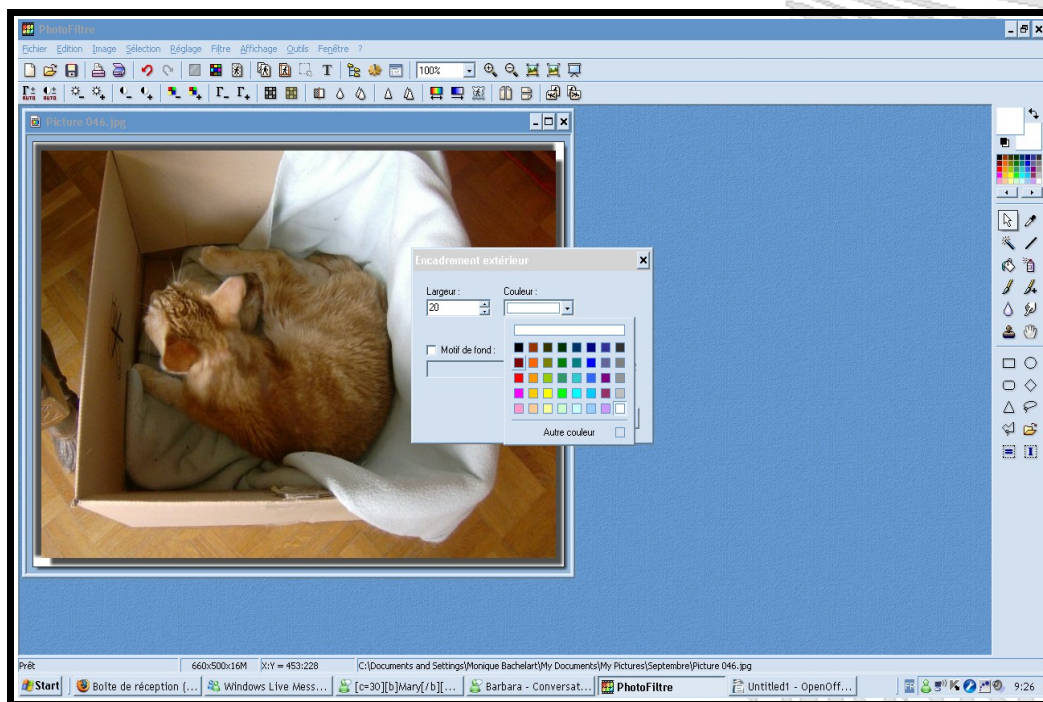 PhotoFiltre
Fichier Edition Image Sélection Réglage Filtre Affichage Outils Fenêtre ?
T 100%
AUTO AUTO
Picture 046.jpg
Encadrement extérieur
Largeur : Couleur :
20
Motif de fond :
Autre couleur
Prêt 660x500x16M X:Y = 453:228 C:\Documents and Settings\Monique Bachelart\My Documents\My Pictures\Septembre\Picture 046.jpg
Start Boîte de réception (... Windows Live Mess... [c=30][b]Mary[/b][... Barbara - Conversat... PhotoFiltre Untitled1 - OpenOff... 9:26